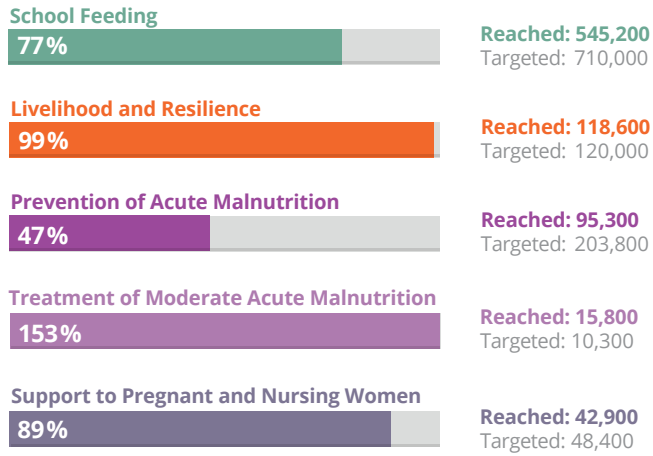 School Feeding
77%
Reached: 545,200
Targeted: 710,000
Livelihood and Resilience
99%
Reached: 118,600
Targeted: 120,000
Prevention of Acute Malnutrition
47%
Reached: 95,300
Targeted: 203,800
Treatment of Moderate Acute Malnutrition
153%
Reached: 15,800
Targeted: 10,300
Support to Pregnant and Nursing Women
89%
Reached: 42,900
Targeted: 48,400